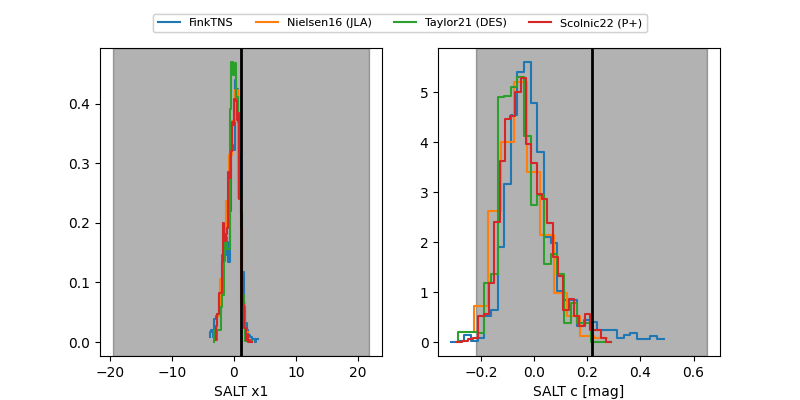 FinkTNS Nielsen16 (JLA) Taylor21 (DES) Scolnic22 (P+)
0.4
0.3
0.2
0.1
0.0
−20 −10 0 10 20
SALT x1
5
4
3
2
1
0
−0.2 0.0 0.2 0.4 0.6
SALT c [mag]